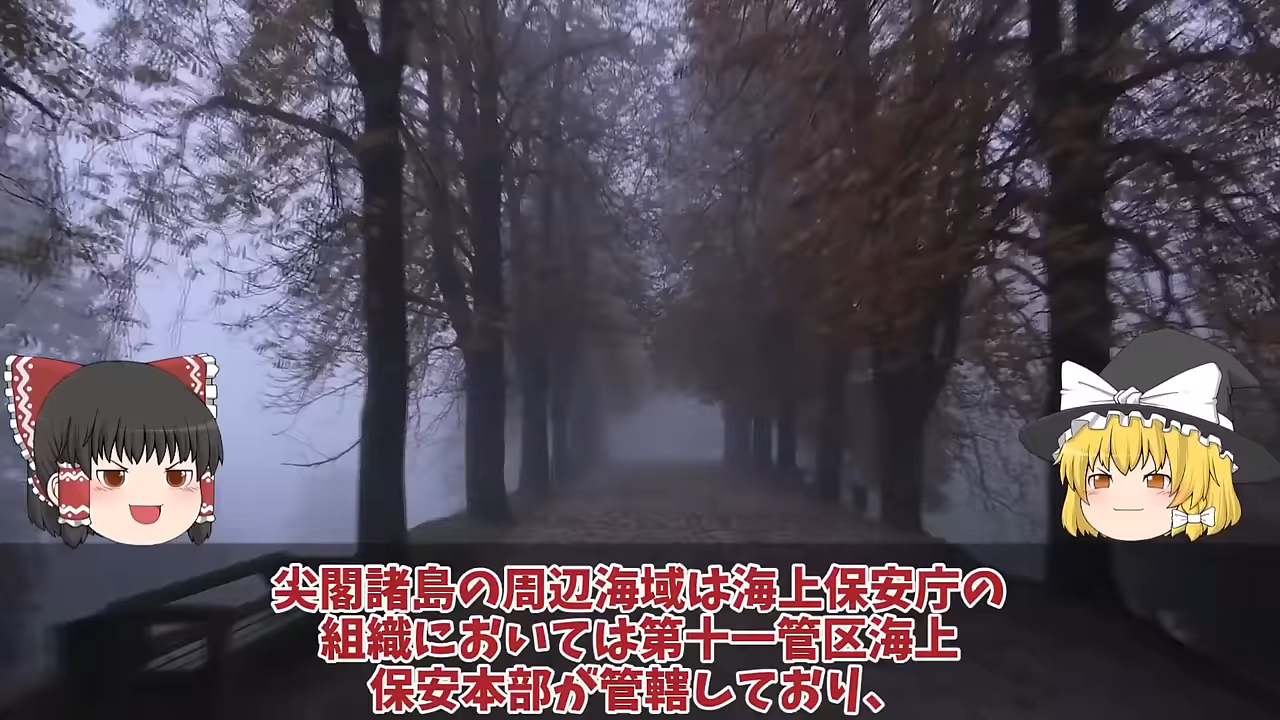 尖閣諸島の周辺海域は海上保安庁の
組織においては第十一管区海上
保安本部が管轄しており、